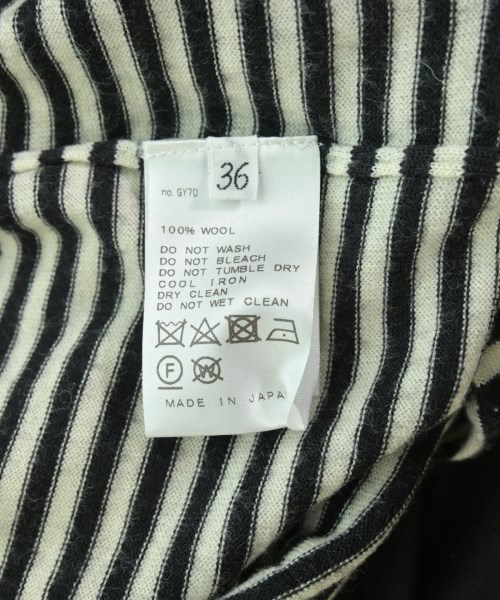 36
no. GY70
100% WOOL
DO NOT WASH
DO NOT BLEACH
DO NOT TUMBLE DRY
COOL IRON
DRY CLEAN
DO NOT WET CLEAN
F W
MADE IN JAPAN